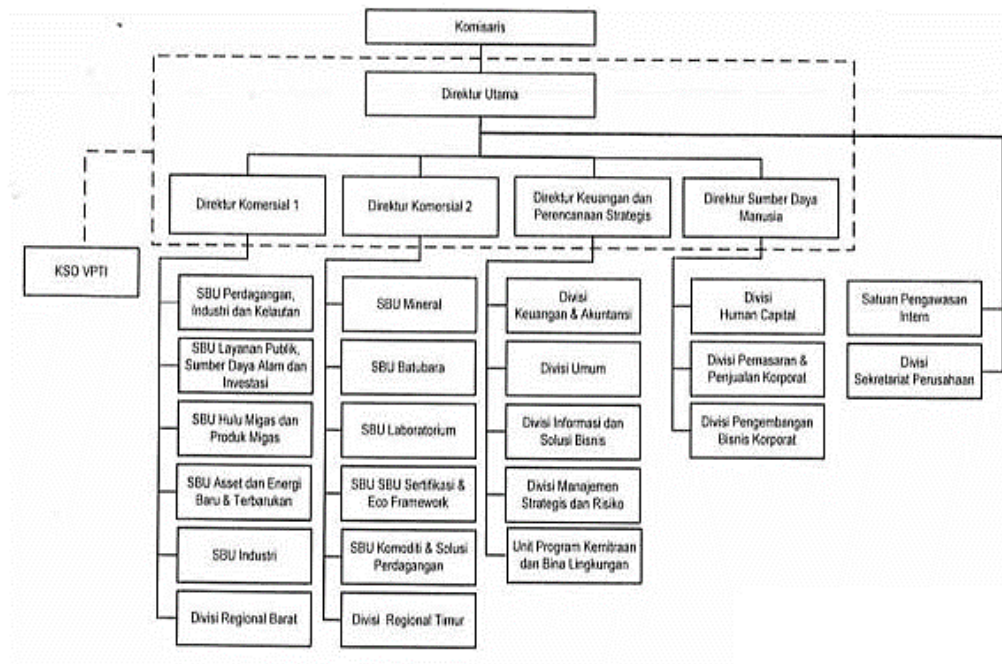 Komisaris
Direktur Utama
Direktur Komersial 1
Direktur Komersial 2
Direktur Keuangan dan
Perencanaan Strategis
Direktur Sumber Daya
Manusia
KSO VPTI
SBU Perdagangan,
Industri dan Kelautan
SBU Layanan Publik,
Sumber Daya Alam dan
Investasi
SBU Hulu Migas dan
Produk Migas
SBU Asset dan Energi
Baru & Terbarukan
SBU Industri
Divisi Regional Barat
SBU Mineral
SBU Batubara
SBU Laboratorium
SBU SBU Sertifikasi &
Eco Framework
SBU Komoditi & Solusi
Perdagangan
Divisi Regional Timur
Divisi
Keuangan & Akuntansi
Divisi Umum
Divisi Informasi dan
Solusi Bisnis
Divisi Manajemen
Strategis dan Risiko
Unit Program Kemitraan
dan Bina Lingkungan
Divisi
Human Capital
Divisi Pemasaran &
Penjualan Korporat
Divisi Pengembangan
Bisnis Korporat
Satuan Pengawasan
Intern
Divisi
Sekretariat Perusahaan